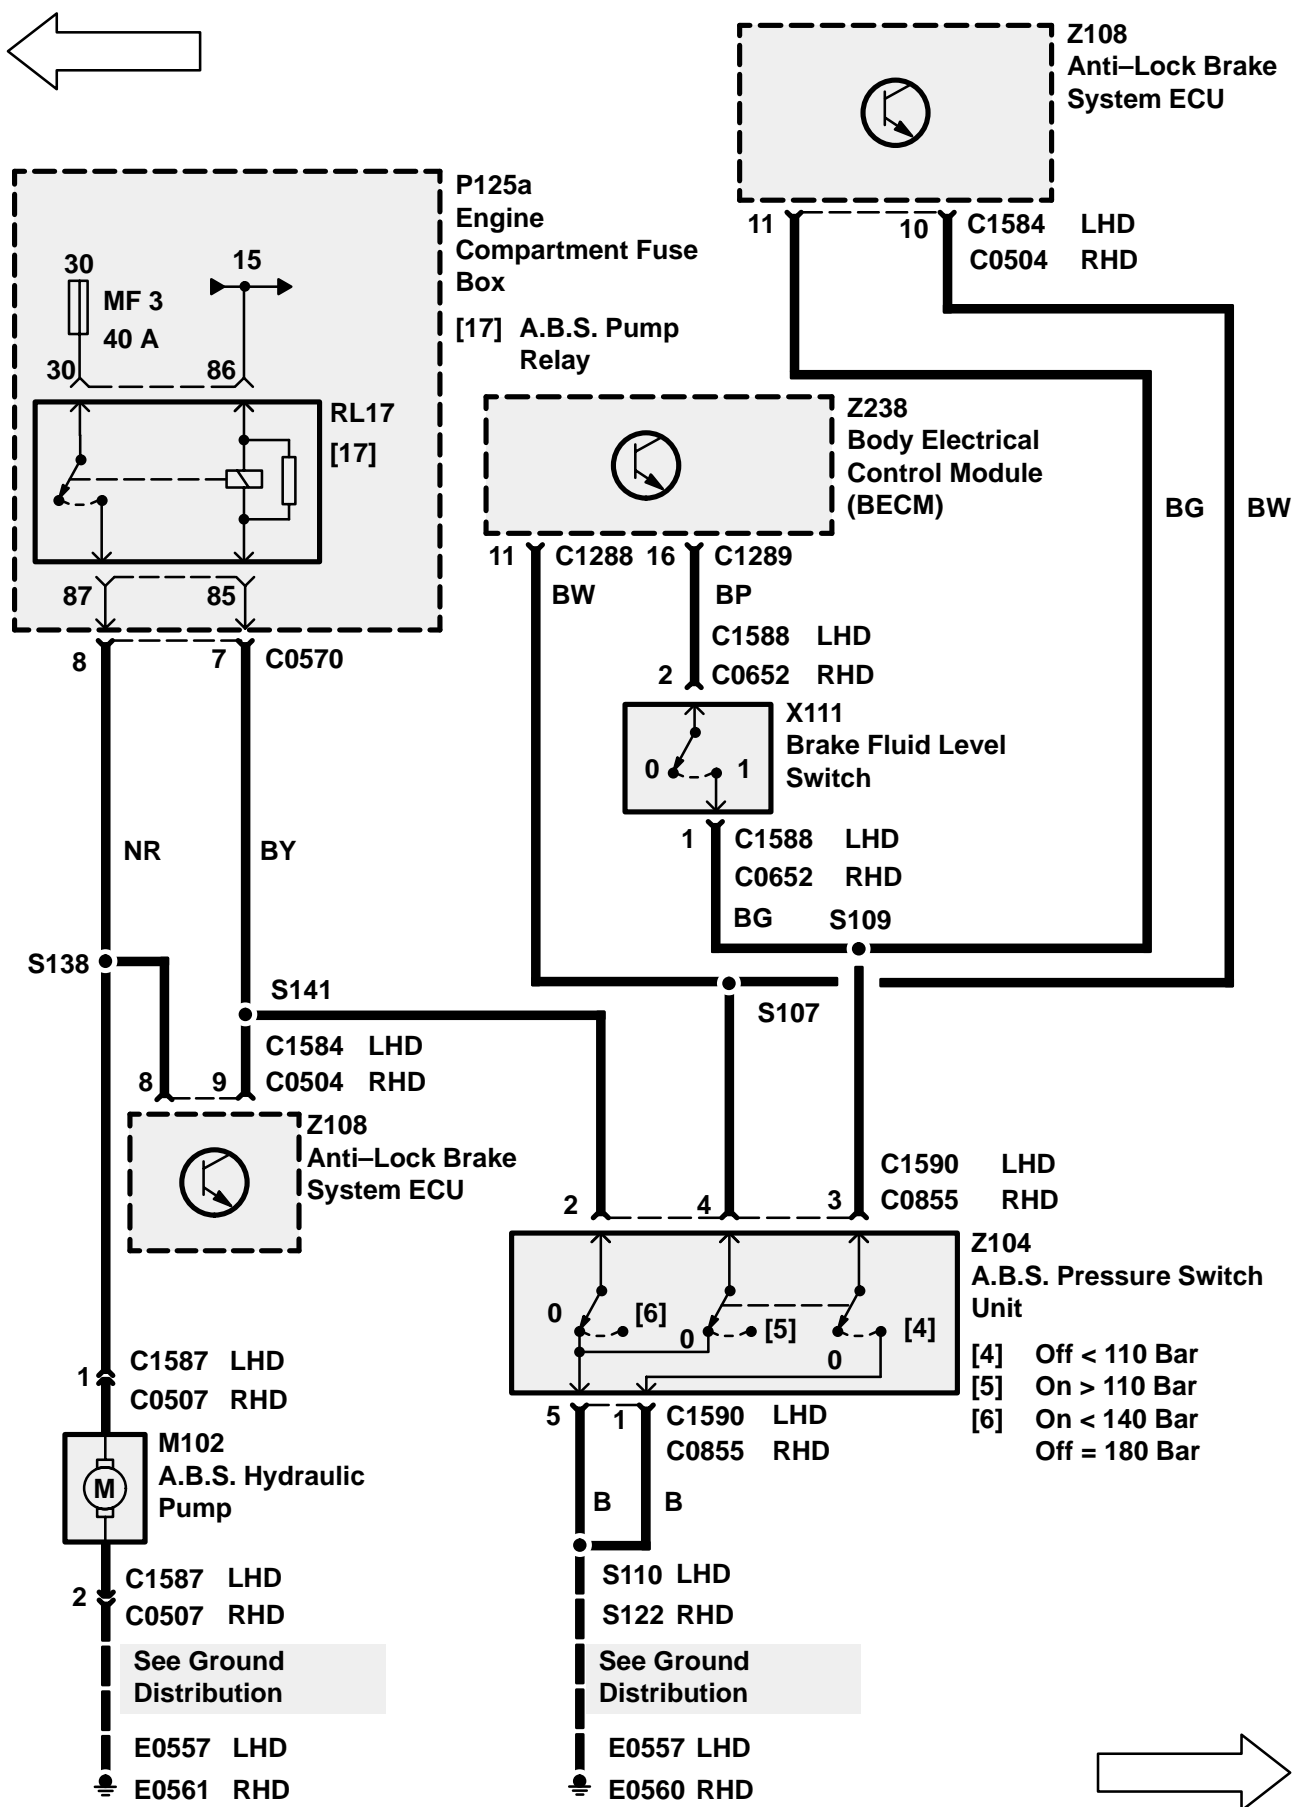 Z108
Anti–Lock Brake
System ECU
11
10
C1584 LHD
C0504 RHD
P125a
Engine
Compartment Fuse
Box
[17] A.B.S. Pump
Relay
30
15
MF 3
40 A
30
86
RL17
[17]
87
85
8
7
C0570
Z238
Body Electrical
Control Module
(BECM)
BG
BW
11
C1288
16
C1289
BW
BP
C1588 LHD
2
C0652 RHD
X111
Brake Fluid Level
Switch
0
1
1
C1588 LHD
C0652 RHD
BG
S109
NR
BY
S138
S141
S107
C1584 LHD
8
9
C0504 RHD
Z108
Anti–Lock Brake
System ECU
C1590 LHD
2
4
3
C0855 RHD
Z104
A.B.S. Pressure Switch
Unit
0
[6]
0
[5]
0
[4]
[4] Off < 110 Bar
[5] On > 110 Bar
[6] On < 140 Bar
Off = 180 Bar
1
C1587 LHD
C0507 RHD
5
1
C1590 LHD
C0855 RHD
M102
A.B.S. Hydraulic
Pump
M
B
B
2
C1587 LHD
C0507 RHD
S110 LHD
S122 RHD
See Ground
Distribution
See Ground
Distribution
E0557 LHD
E0561 RHD
E0557 LHD
E0560 RHD